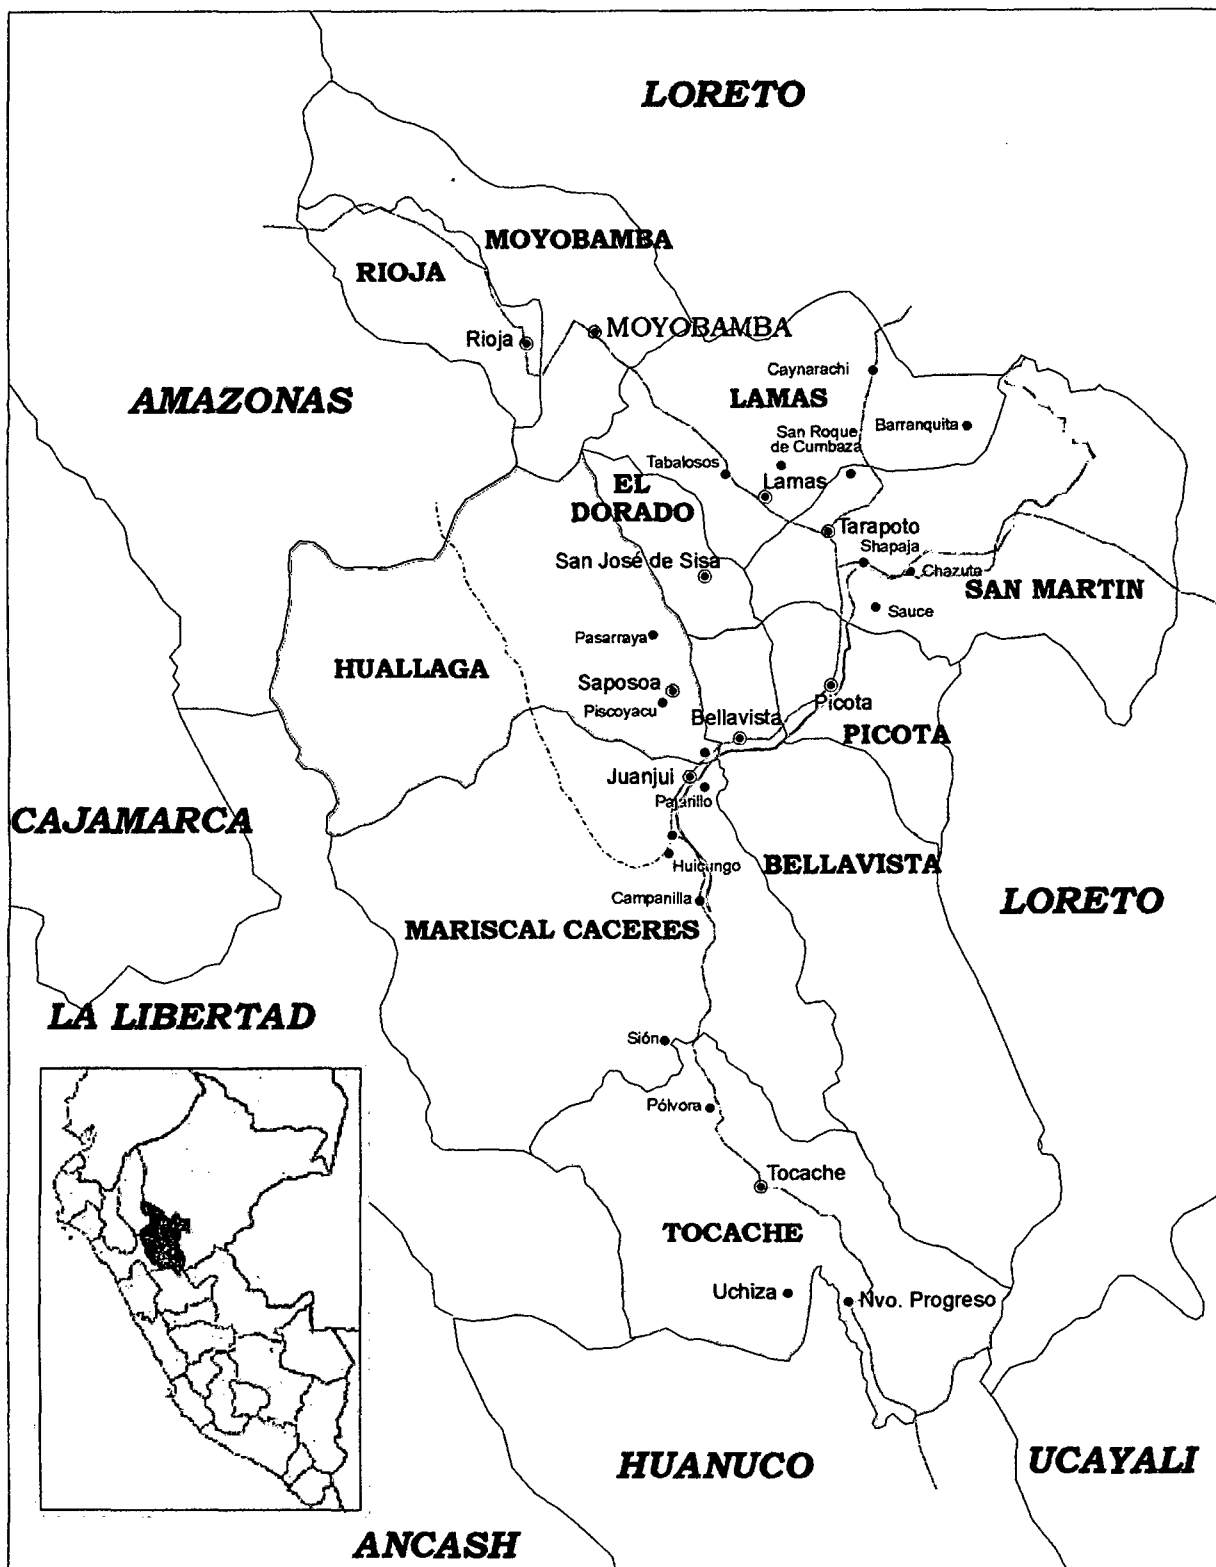 LORETO
MOYOBAMBA
RIOJA
Rioja
MOYOBAMBA
AMAZONAS
Caynarachi
LAMAS
Barranquita
San Roque
de Cumbaza
Tabalosos
Lamas
EL
DORADO
Tarapoto
Shapaja
San José de Sisa
Chazuta
SAN MARTIN
Sauce
Pasarraya
HUALLAGA
Saposoa
Piscoyacu
Picota
Bellavista
PICOTA
Juanjui
Pajarillo
CAJAMARCA
Huicungo
BELLAVISTA
Campanilla
LORETO
MARISCAL CACERES
LA LIBERTAD
Sión
Pólvora
Tocache
TOCACHE
Uchiza
Nvo. Progreso
HUANUCO
UCAYALI
ANCASH